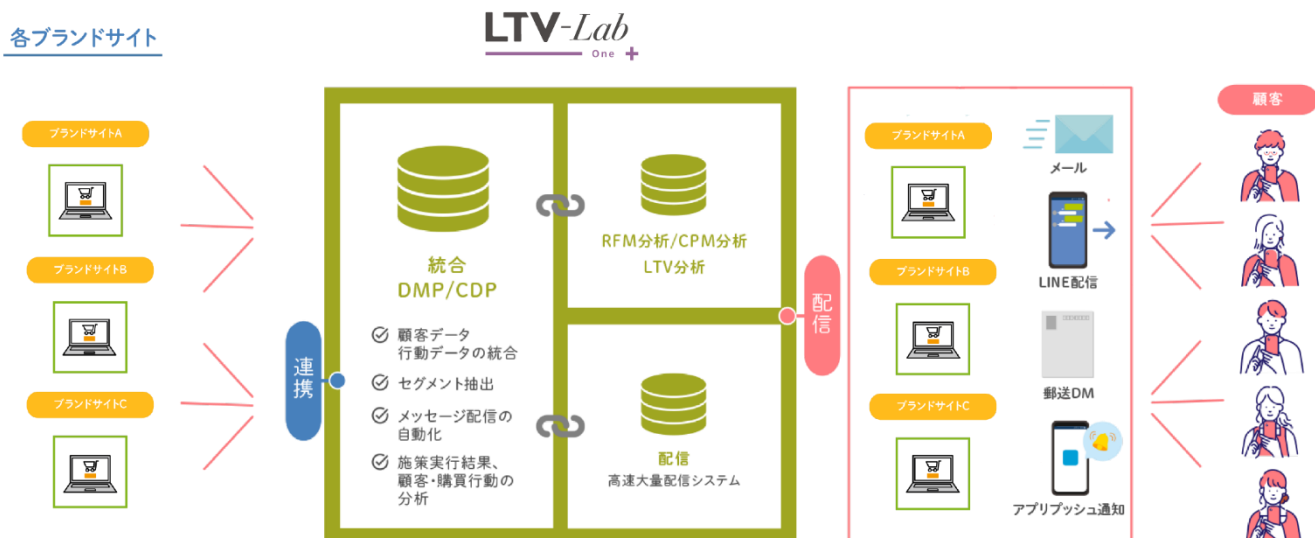 各ブランドサイト
LTV-Lab
One +
ブランドサイトA
ブランドサイトB
ブランドサイトC
連携
統合
DMP/CDP
顧客データ
行動データの統合
セグメント抽出
メッセージ配信の
自動化
施策実行結果、
顧客・購買行動の
分析
RFM分析/CPM分析
LTV分析
配信
高速大量配信システム
配信
ブランドサイトA
ブランドサイトB
ブランドサイトC
メール
LINE配信
郵送DM
アプリプッシュ通知
顧客